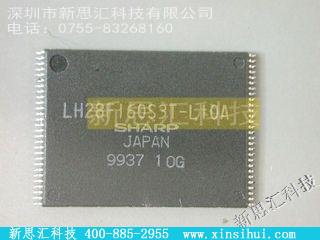 深圳市新思汇科技有限公司
电话：0755-83268160
LH28F160S3T-L10A
新思汇科技
SHARP
JAPAN
9937 10G
新思汇科技 400-885-2955 www.xinsihui.com